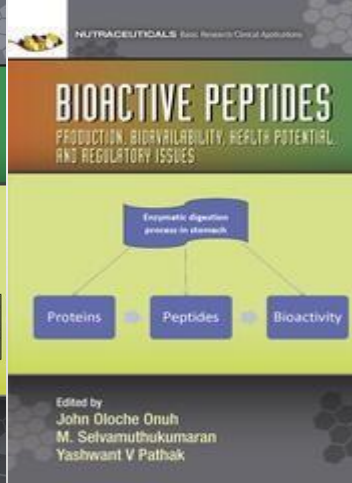 NUTRACEUTICALS Basic Research/Clinical Applications
BIOACTIVE PEPTIDES
PRODUCTION, BIOAVAILABILITY, HEALTH POTENTIAL,
AND REGULATORY ISSUES
Enzymatic digestion
process in stomach
Proteins
Peptides
Bioactivity
Edited by
John Oloche Onuh
M. Selvamuthukumaran
Yashwant V Pathak